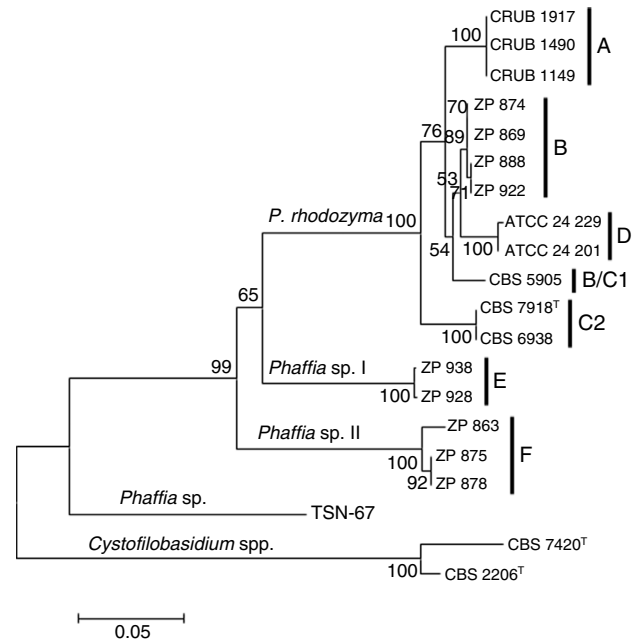 CRUB 1917
100
CRUB 1490
A
CRUB 1149
70
ZP 874
76
89
ZP 869
B
ZP 888
53
71
ZP 922
P. rhodozyma
100
ATCC 24 229
D
54
100
ATCC 24 201
CBS 5905
B/C1
65
CBS 7918ᵀ
C2
100
CBS 6938
99
Phaffia sp. I
ZP 938
E
100
ZP 928
Phaffia sp. II
ZP 863
F
100
ZP 875
92
ZP 878
Phaffia sp.
TSN-67
Cystofilobasidium spp.
CBS 7420ᵀ
100
CBS 2206ᵀ
0.05